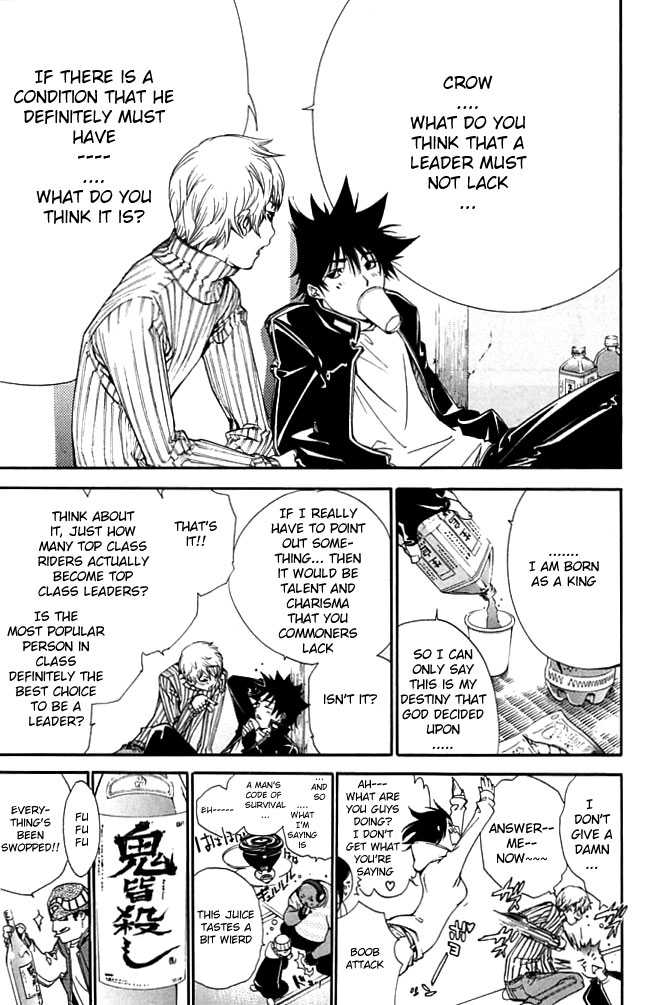 CROW
....
WHAT DO YOU
THINK THAT A
LEADER MUST
NOT LACK
...
IF THERE IS A
CONDITION THAT HE
DEFINITELY MUST
HAVE
----
....
WHAT DO YOU
THINK IT IS?
.......
I AM BORN
AS A KING
SO I CAN
ONLY SAY
THIS IS MY
DESTINY THAT
GOD DECIDED
UPON
.....
IF I REALLY
HAVE TO POINT
OUT SOME-
THING... THEN
IT WOULD BE
TALENT AND
CHARISMA
THAT YOU
COMMONERS
LACK
ISN'T IT?
THAT'S
IT!!
THINK ABOUT
IT, JUST HOW
MANY TOP CLASS
RIDERS ACTUALLY
BECOME TOP
CLASS LEADERS?
IS THE
MOST POPULAR
PERSON IN
CLASS
DEFINITELY THE
BEST CHOICE
TO BE A
LEADER?
I
DON'T
GIVE A
DAMN
...
ANSWER--
ME--
NOW~~~
AH---
WHAT ARE
YOU GUYS
DOING?
I DON'T
GET WHAT
YOU'RE
SAYING
♡
BOOB
ATTACK
...
AND
SO
....
WHAT
I'M
SAYING
IS
A MAN'S
CODE OF
SURVIVAL
...
EH-----
THIS JUICE
TASTES A
BIT WIERD
鬼皆殺し
FU
FU
FU
EVERY-
THING'S
BEEN
SWOPPED!!